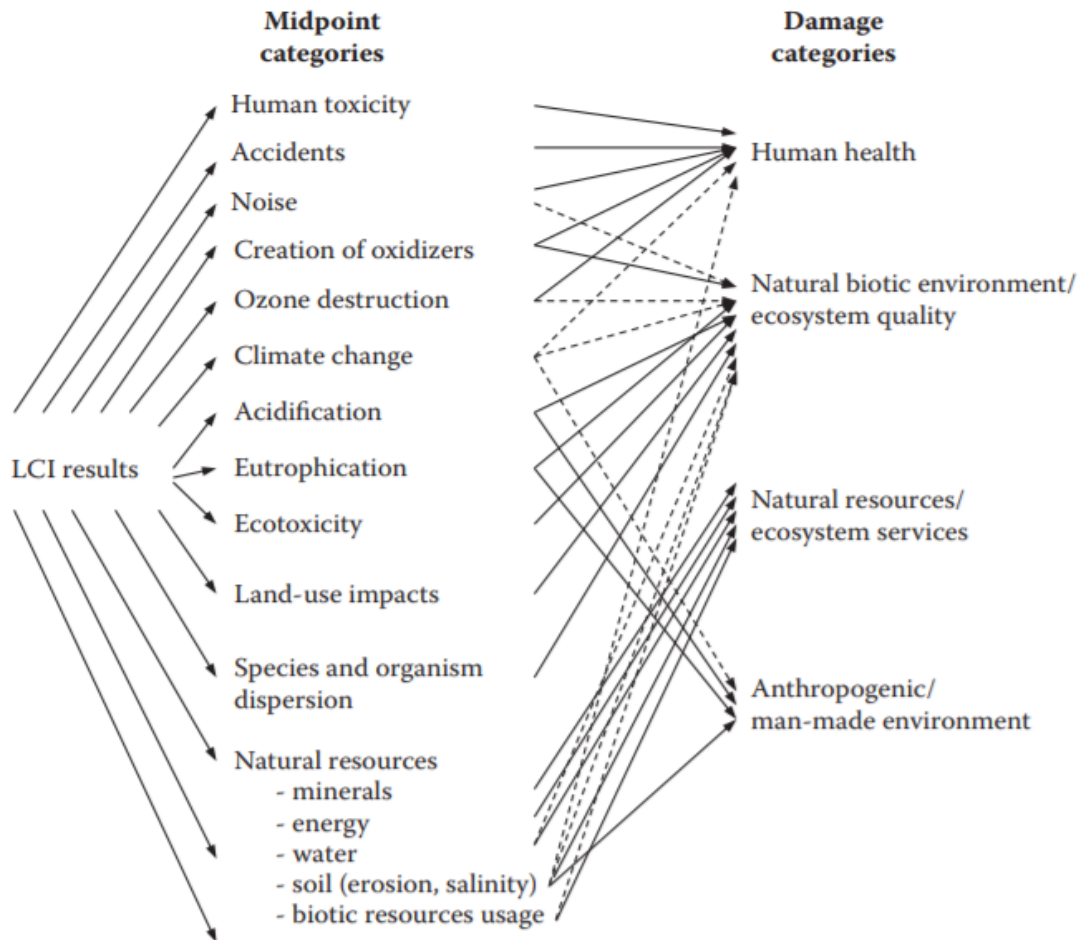 Midpoint
categories
Damage
categories
Human toxicity
Accidents
Noise
Creation of oxidizers
Ozone destruction
Climate change
Acidification
Eutrophication
Ecotoxicity
Land-use impacts
Species and organism
dispersion
Natural resources
- minerals
- energy
- water
- soil (erosion, salinity)
- biotic resources usage
LCI results
Human health
Natural biotic environment/
ecosystem quality
Natural resources/
ecosystem services
Anthropogenic/
man-made environment